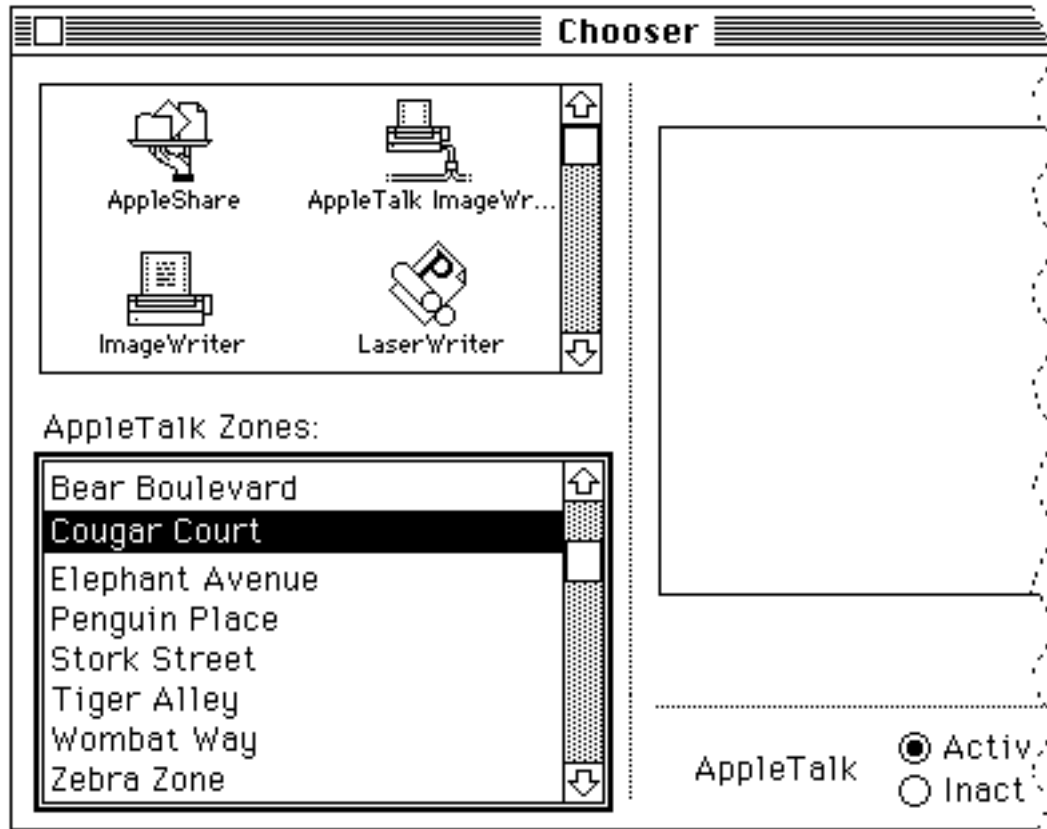 Chooser
AppleShare
AppleTalk ImageWr...
ImageWriter
LaserWriter
AppleTalk Zones:
Bear Boulevard
Cougar Court
Elephant Avenue
Penguin Place
Stork Street
Tiger Alley
Wombat Way
Zebra Zone
AppleTalk
Activ
Inact